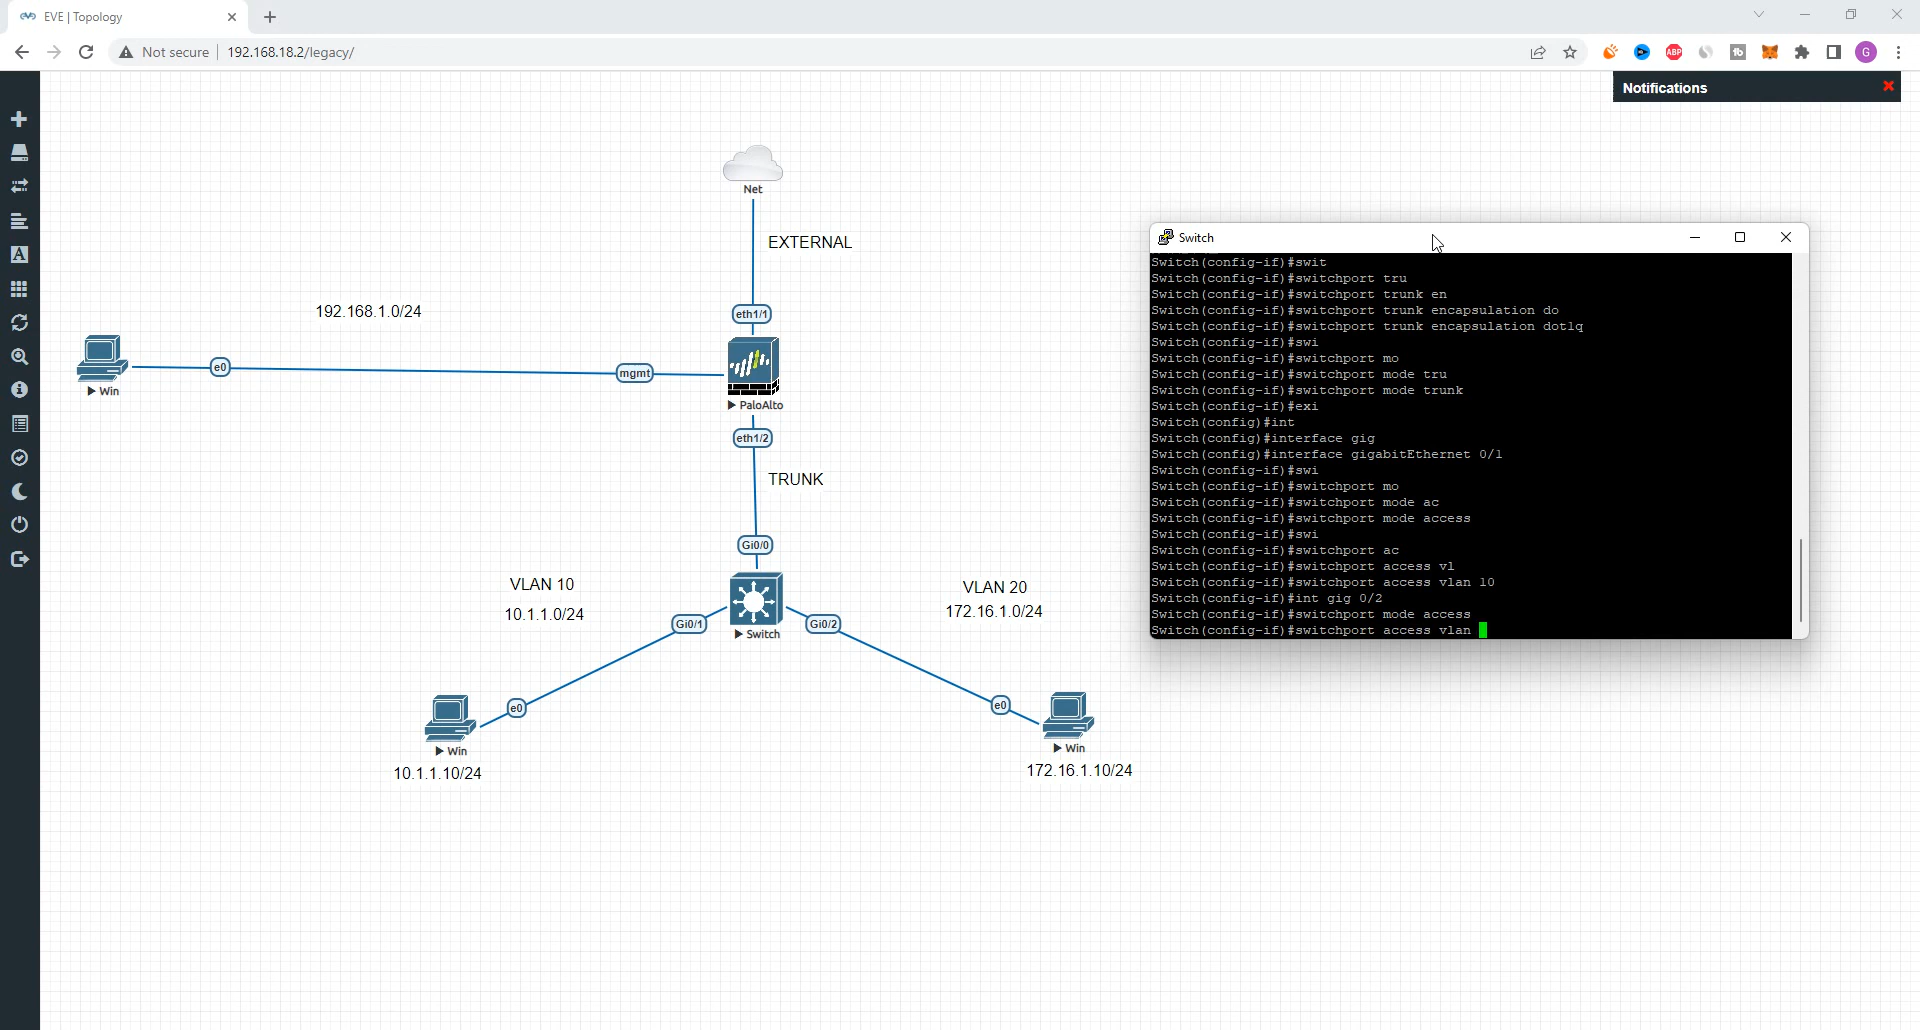 EVE | Topology
Not secure
192.168.18.2/legacy/
ABP
fb
G
Notifications
Net
EXTERNAL
192.168.1.0/24
eth1/1
e0
mgmt
Win
PaloAlto
eth1/2
TRUNK
Gi0/0
VLAN 10
10.1.1.0/24
VLAN 20
172.16.1.0/24
Gi0/1
Gi0/2
Switch
e0
e0
Win
10.1.1.10/24
Win
172.16.1.10/24
Switch
Switch(config-if)#swit
Switch(config-if)#switchport tru
Switch(config-if)#switchport trunk en
Switch(config-if)#switchport trunk encapsulation do
Switch(config-if)#switchport trunk encapsulation dot1q
Switch(config-if)#swi
Switch(config-if)#switchport mo
Switch(config-if)#switchport mode tru
Switch(config-if)#switchport mode trunk
Switch(config-if)#exi
Switch(config)#int
Switch(config)#interface gig
Switch(config)#interface gigabitEthernet 0/1
Switch(config-if)#swi
Switch(config-if)#switchport mo
Switch(config-if)#switchport mode ac
Switch(config-if)#switchport mode access
Switch(config-if)#swi
Switch(config-if)#switchport ac
Switch(config-if)#switchport access vl
Switch(config-if)#switchport access vlan 10
Switch(config-if)#int gig 0/2
Switch(config-if)#switchport mode access
Switch(config-if)#switchport access vlan